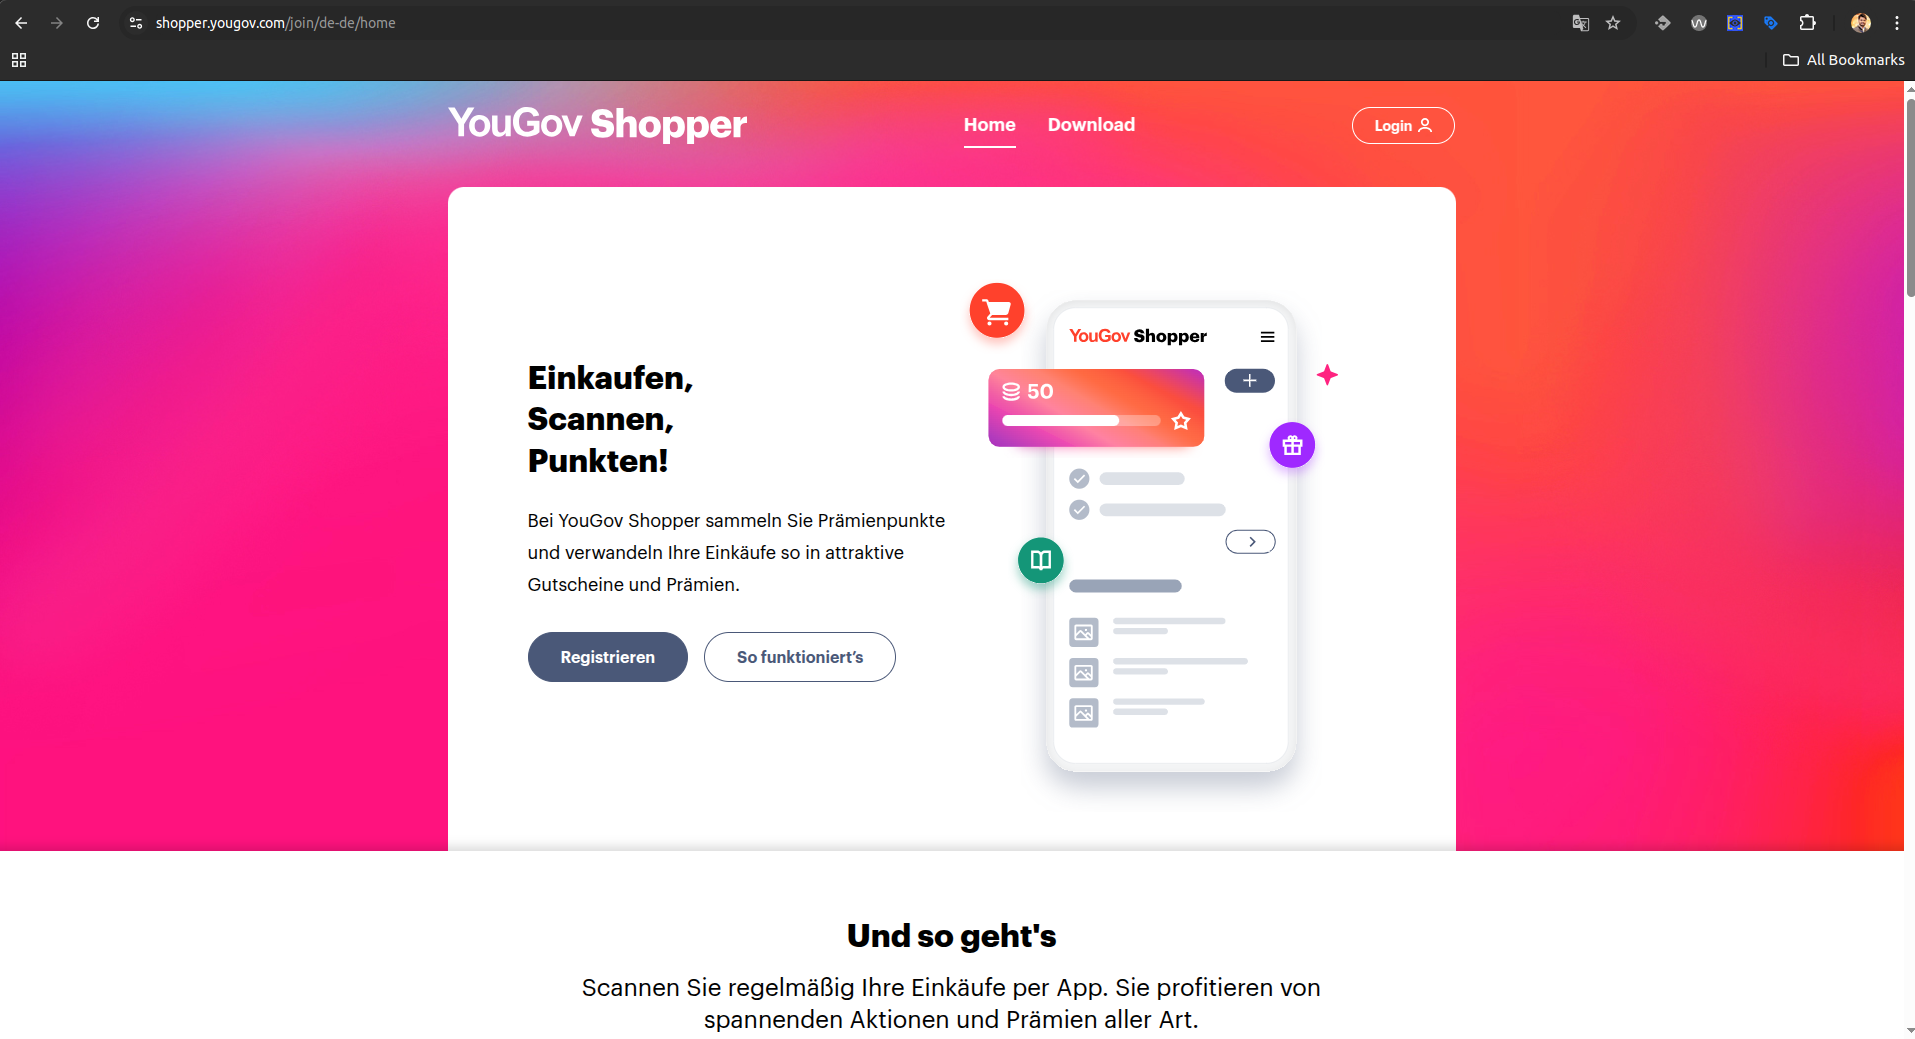 shopper.yougov.com/join/de-de/home
All Bookmarks
YouGov Shopper
Home
Download
Login
Einkaufen,
Scannen,
Punkten!
Bei YouGov Shopper sammeln Sie Prämienpunkte
und verwandeln Ihre Einkäufe so in attraktive
Gutscheine und Prämien.
Registrieren
So funktioniert’s
YouGov Shopper
50
Und so geht's
Scannen Sie regelmäßig Ihre Einkäufe per App. Sie profitieren von
spannenden Aktionen und Prämien aller Art.